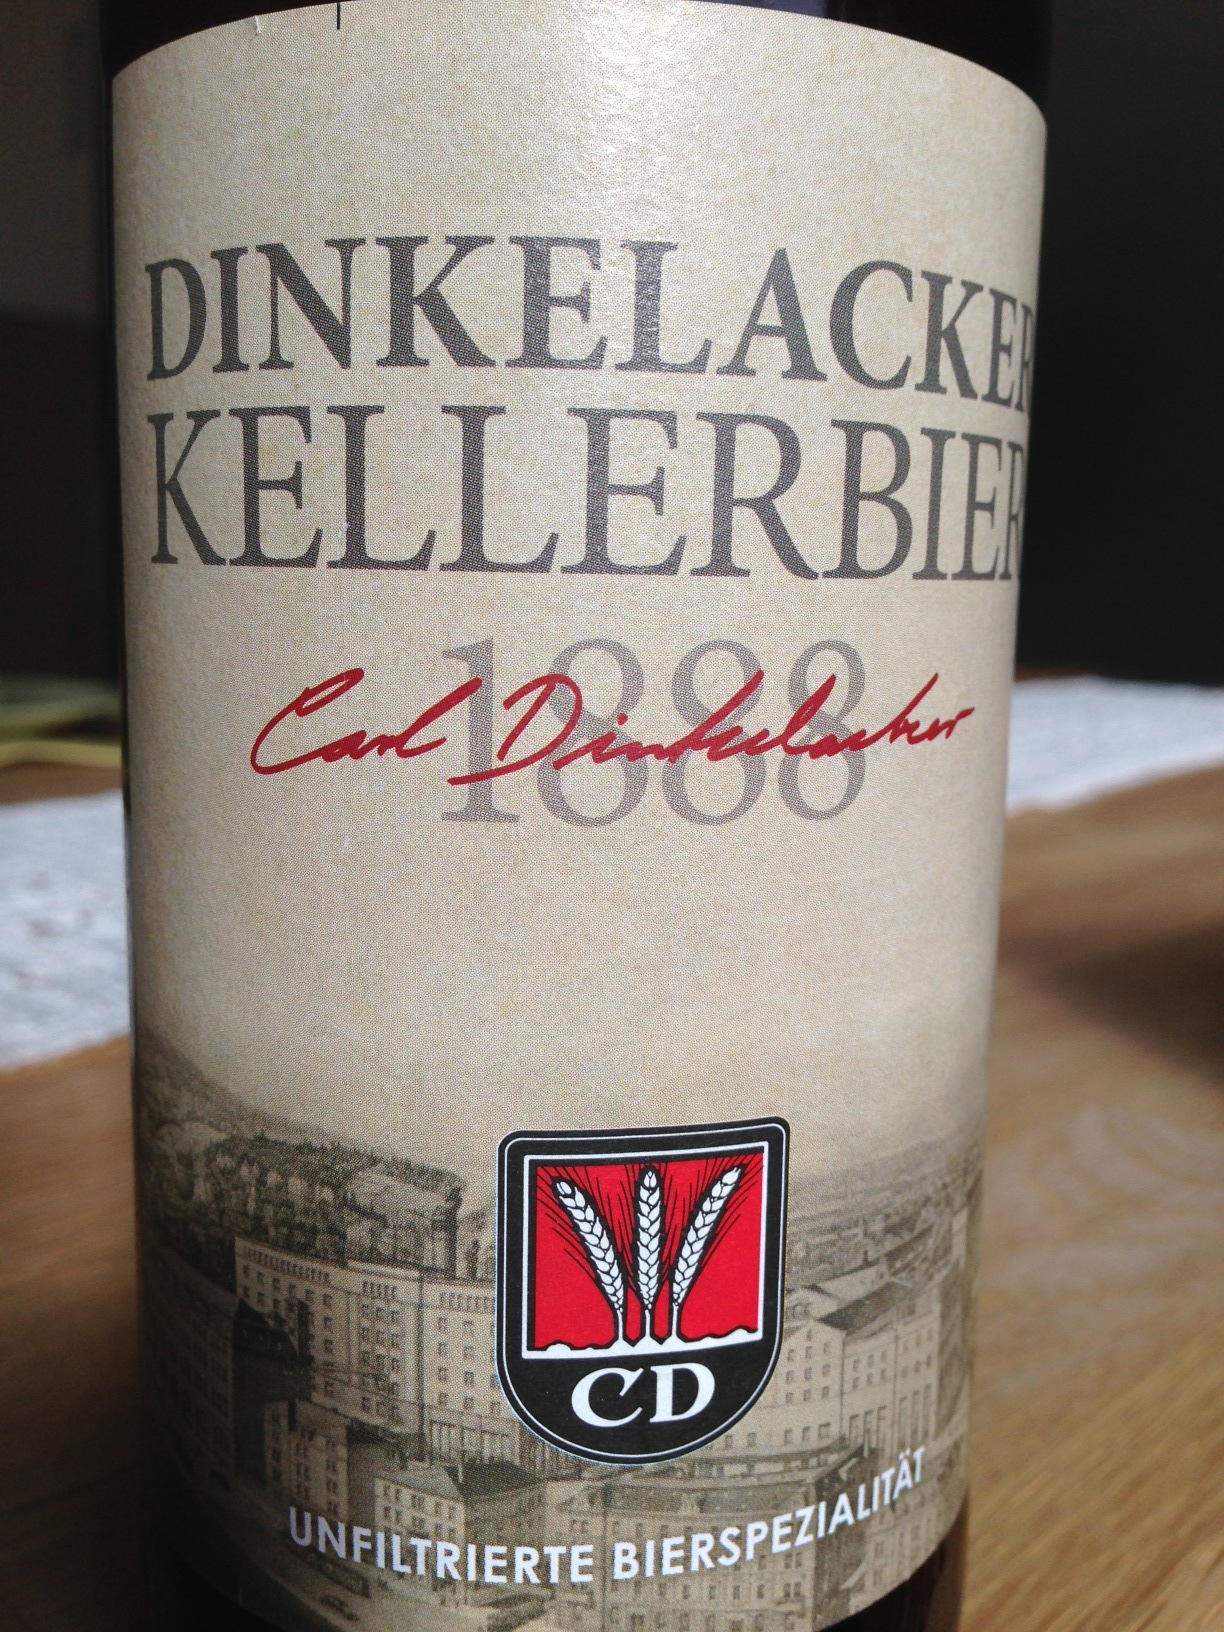 DINKELACKER
KELLERBIER
1888
Carl Dinkelacker
CD
UNFILTRIERTE BIERSPEZIALITÄT